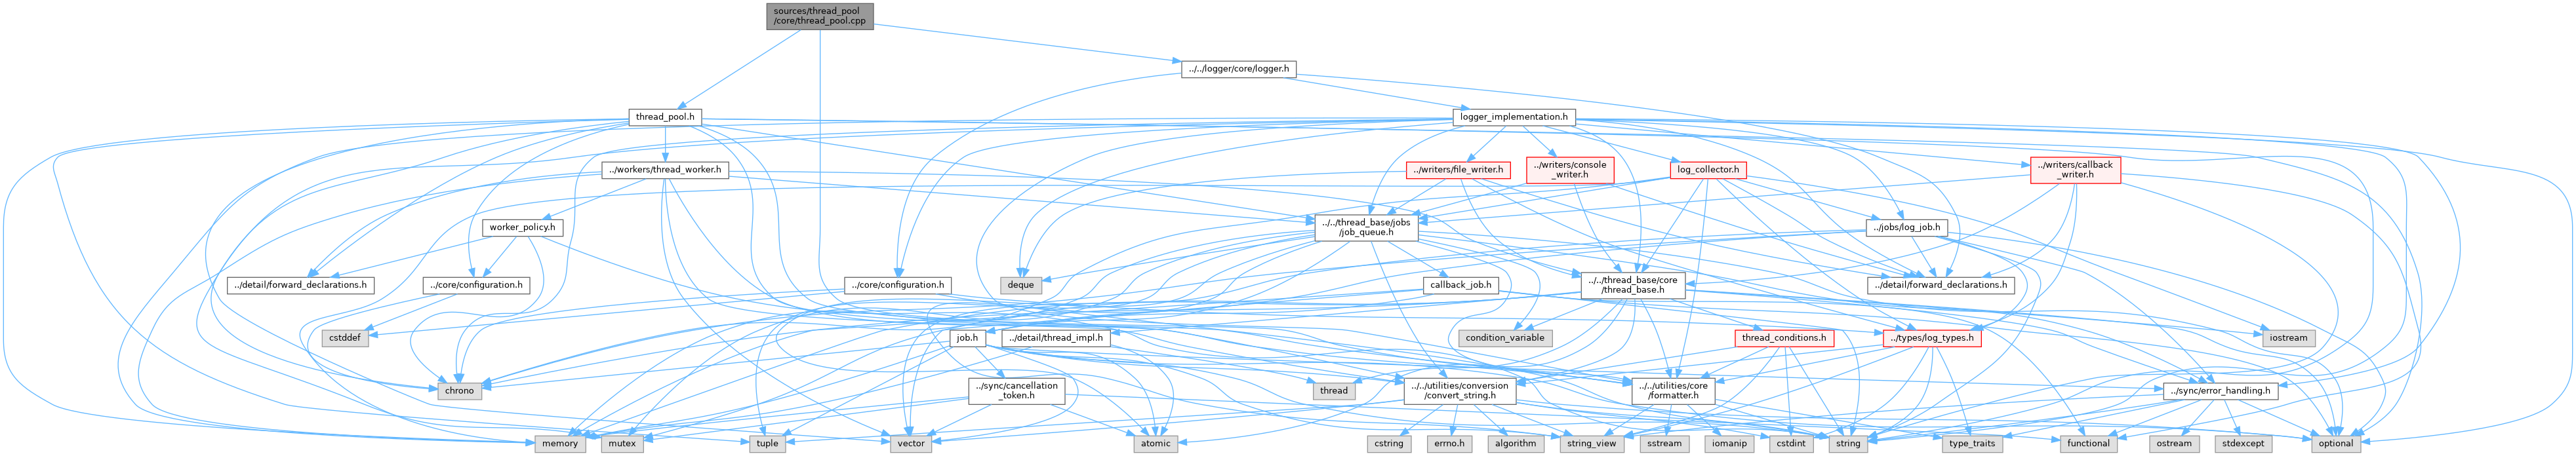 sources/thread_pool
/core/thread_pool.cpp
../../logger/core/logger.h
thread_pool.h
logger_implementation.h
../workers/thread_worker.h
../writers/file_writer.h
../writers/console
_writer.h
log_collector.h
../writers/callback
_writer.h
worker_policy.h
../../thread_base/jobs
/job_queue.h
../jobs/log_job.h
../detail/forward_declarations.h
../core/configuration.h
../core/configuration.h
deque
callback_job.h
../../thread_base/core
/thread_base.h
../detail/forward_declarations.h
cstddef
job.h
../detail/thread_impl.h
condition_variable
thread_conditions.h
../types/log_types.h
iostream
chrono
../sync/cancellation
_token.h
thread
../../utilities/conversion
/convert_string.h
../../utilities/core
/formatter.h
../sync/error_handling.h
memory
mutex
tuple
vector
atomic
cstring
errno.h
algorithm
string_view
sstream
iomanip
cstdint
string
type_traits
functional
ostream
stdexcept
optional